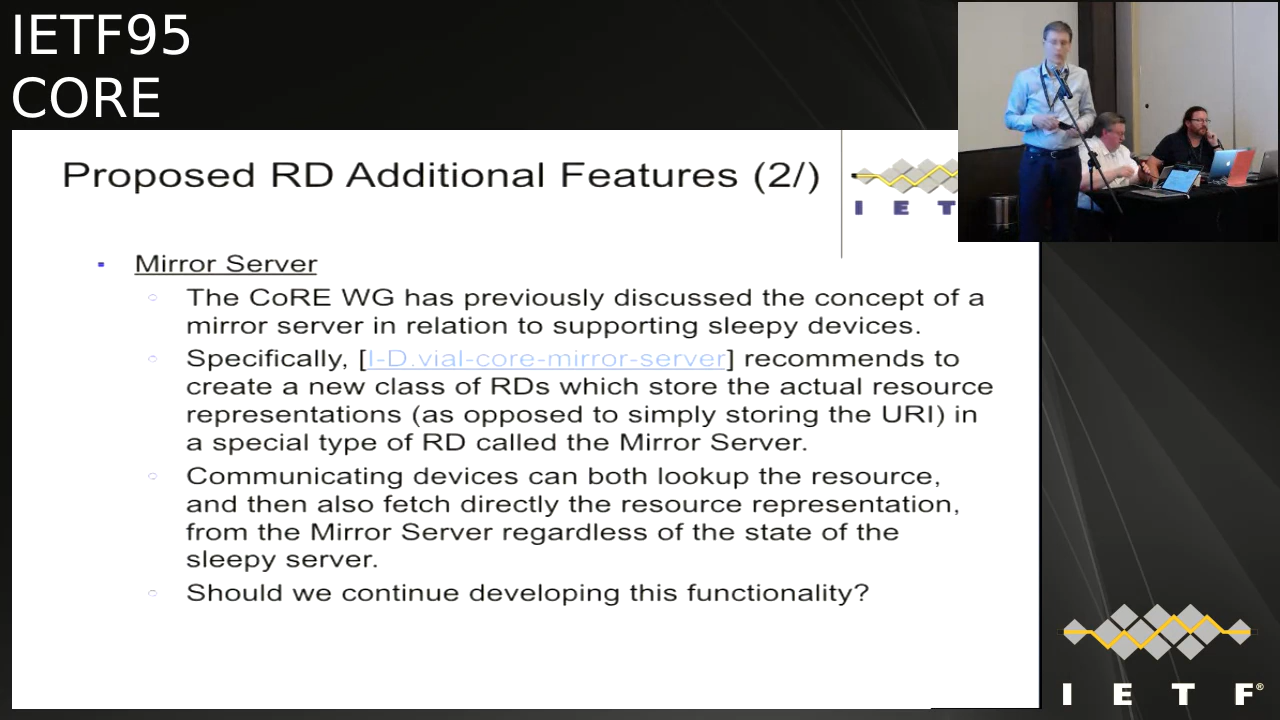 IETF95
CORE
Proposed RD Additional Features (2/)
I E T
Mirror Server
The CoRE WG has previously discussed the concept of a
mirror server in relation to supporting sleepy devices.
Specifically, [I-D.vial-core-mirror-server] recommends to
create a new class of RDs which store the actual resource
representations (as opposed to simply storing the URI) in
a special type of RD called the Mirror Server.
Communicating devices can both lookup the resource,
and then also fetch directly the resource representation,
from the Mirror Server regardless of the state of the
sleepy server.
Should we continue developing this functionality?
I E T F®